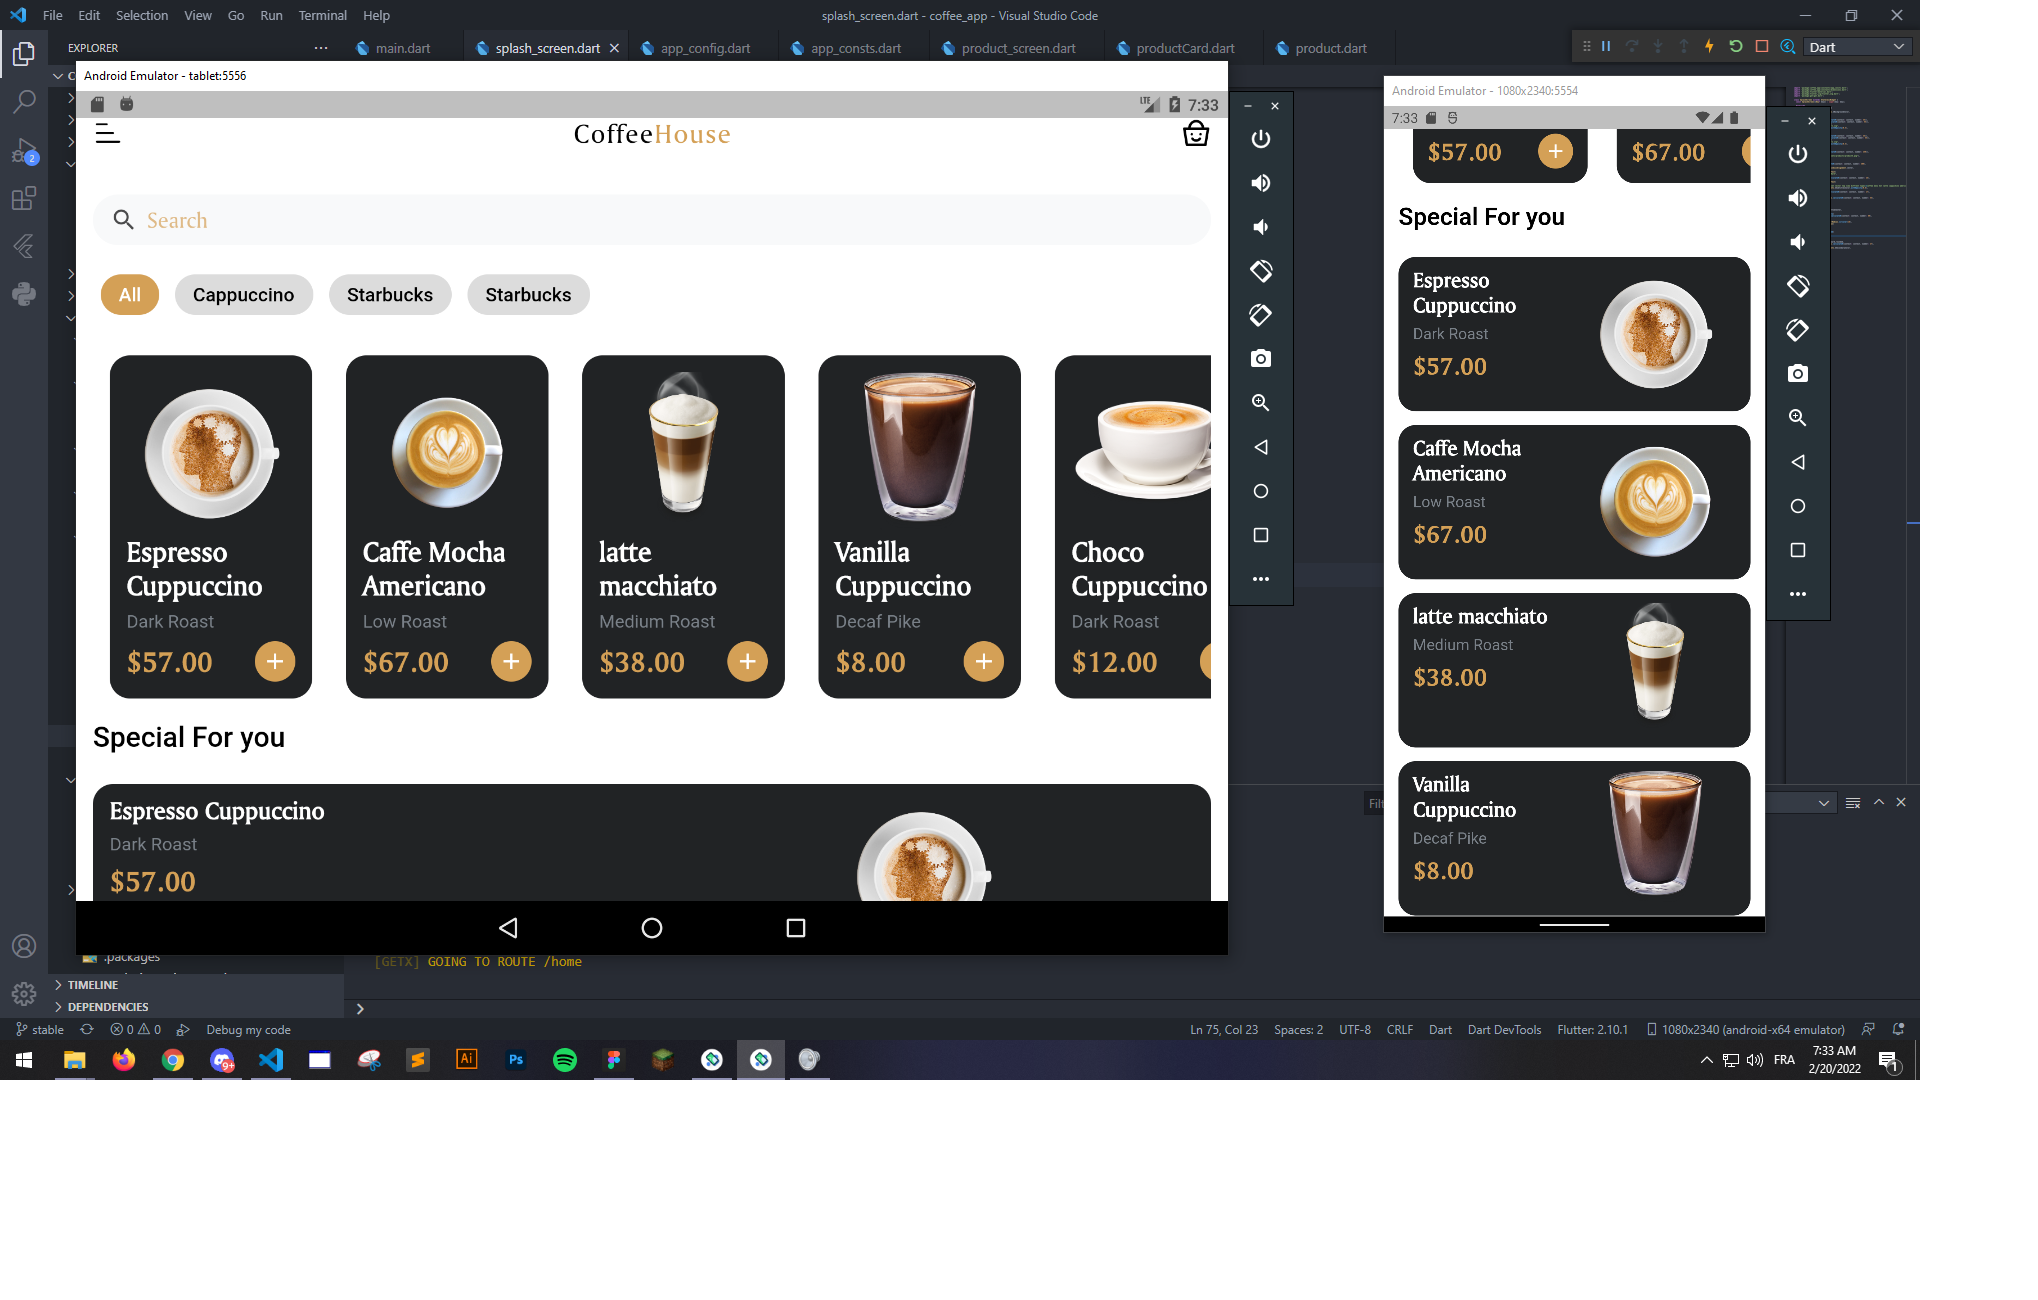 File Edit Selection View Go Run Terminal Help
splash_screen.dart - coffee_app - Visual Studio Code
EXPLORER
main.dart
splash_screen.dart
app_config.dart
app_consts.dart
product_screen.dart
productCard.dart
product.dart
Dart
Android Emulator - tablet:5556
LTE
7:33
CoffeeHouse
Search
All
Cappuccino
Starbucks
Starbucks
Espresso
Cuppuccino
Dark Roast
$57.00
Caffe Mocha
Americano
Low Roast
$67.00
latte
macchiato
Medium Roast
$38.00
Vanilla
Cuppuccino
Decaf Pike
$8.00
Choco
Cuppuccino
Dark Roast
$12.00
Special For you
Espresso Cuppuccino
Dark Roast
$57.00
Android Emulator - 1080x2340:5554
7:33
$57.00
$67.00
Special For you
Espresso
Cuppuccino
Dark Roast
$57.00
Caffe Mocha
Americano
Low Roast
$67.00
latte macchiato
Medium Roast
$38.00
Vanilla
Cuppuccino
Decaf Pike
$8.00
2
.packages
TIMELINE
DEPENDENCIES
[GETX] GOING TO ROUTE /home
stable
0 0
Debug my code
Ln 75, Col 23
Spaces: 2
UTF-8
CRLF
Dart
Dart DevTools
Flutter: 2.10.1
1080x2340 (android-x64 emulator)
9+
Ai
Ps
FRA
7:33 AM
2/20/2022
1